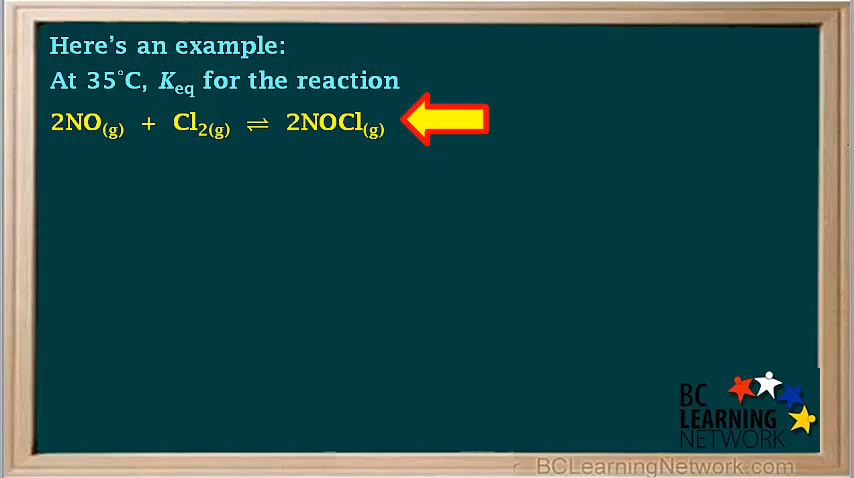 Here's an example:
At 35°C, Keq for the reaction
2NO(g) + Cl2(g) ⇌ 2NOCl(g)
BC
LEARNING
NETWORK
BCLearningNetwork.com